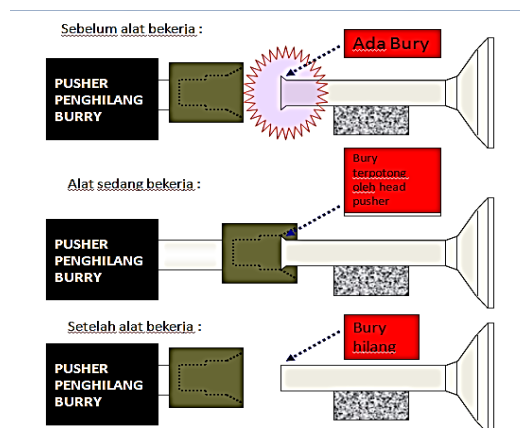 Sebelum alat bekerja :
Ada Bury
PUSHER
PENGHILANG
BURRY
Alat sedang bekerja :
Bury
terpotong
oleh head
pusher
PUSHER
PENGHILANG
BURRY
Setelah alat bekerja :
Bury
hilang
PUSHER
PENGHILANG
BURRY